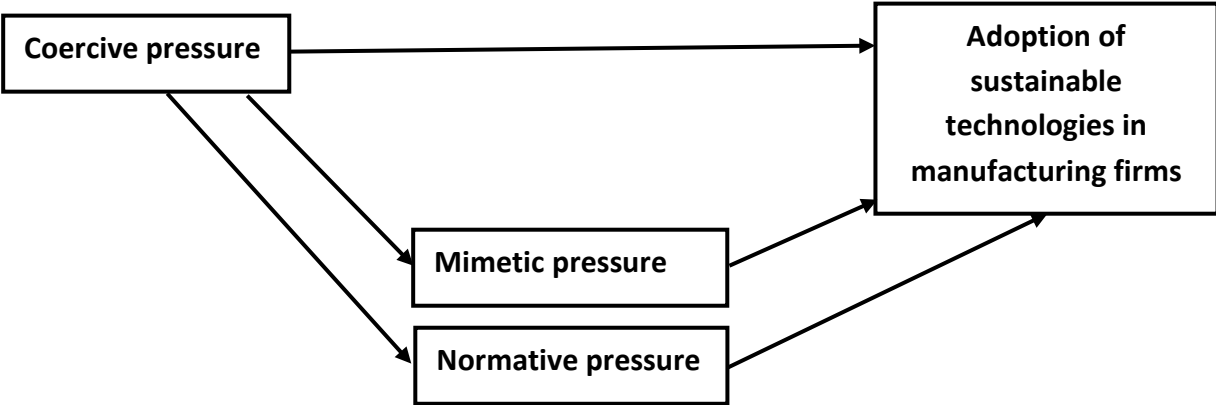 Coercive pressure
Adoption of
sustainable
technologies in
manufacturing firms
Mimetic pressure
Normative pressure